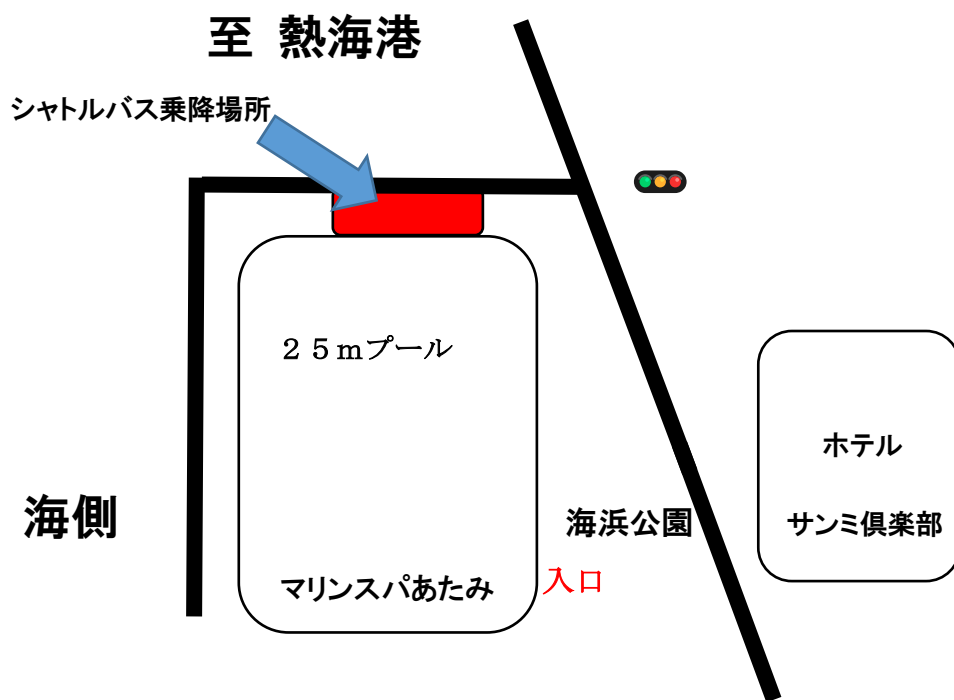 至 熱海港
シャトルバス乗降場所
２５ｍプール
ホテル
サンミ倶楽部
海側
海浜公園
マリンスパあたみ
入口